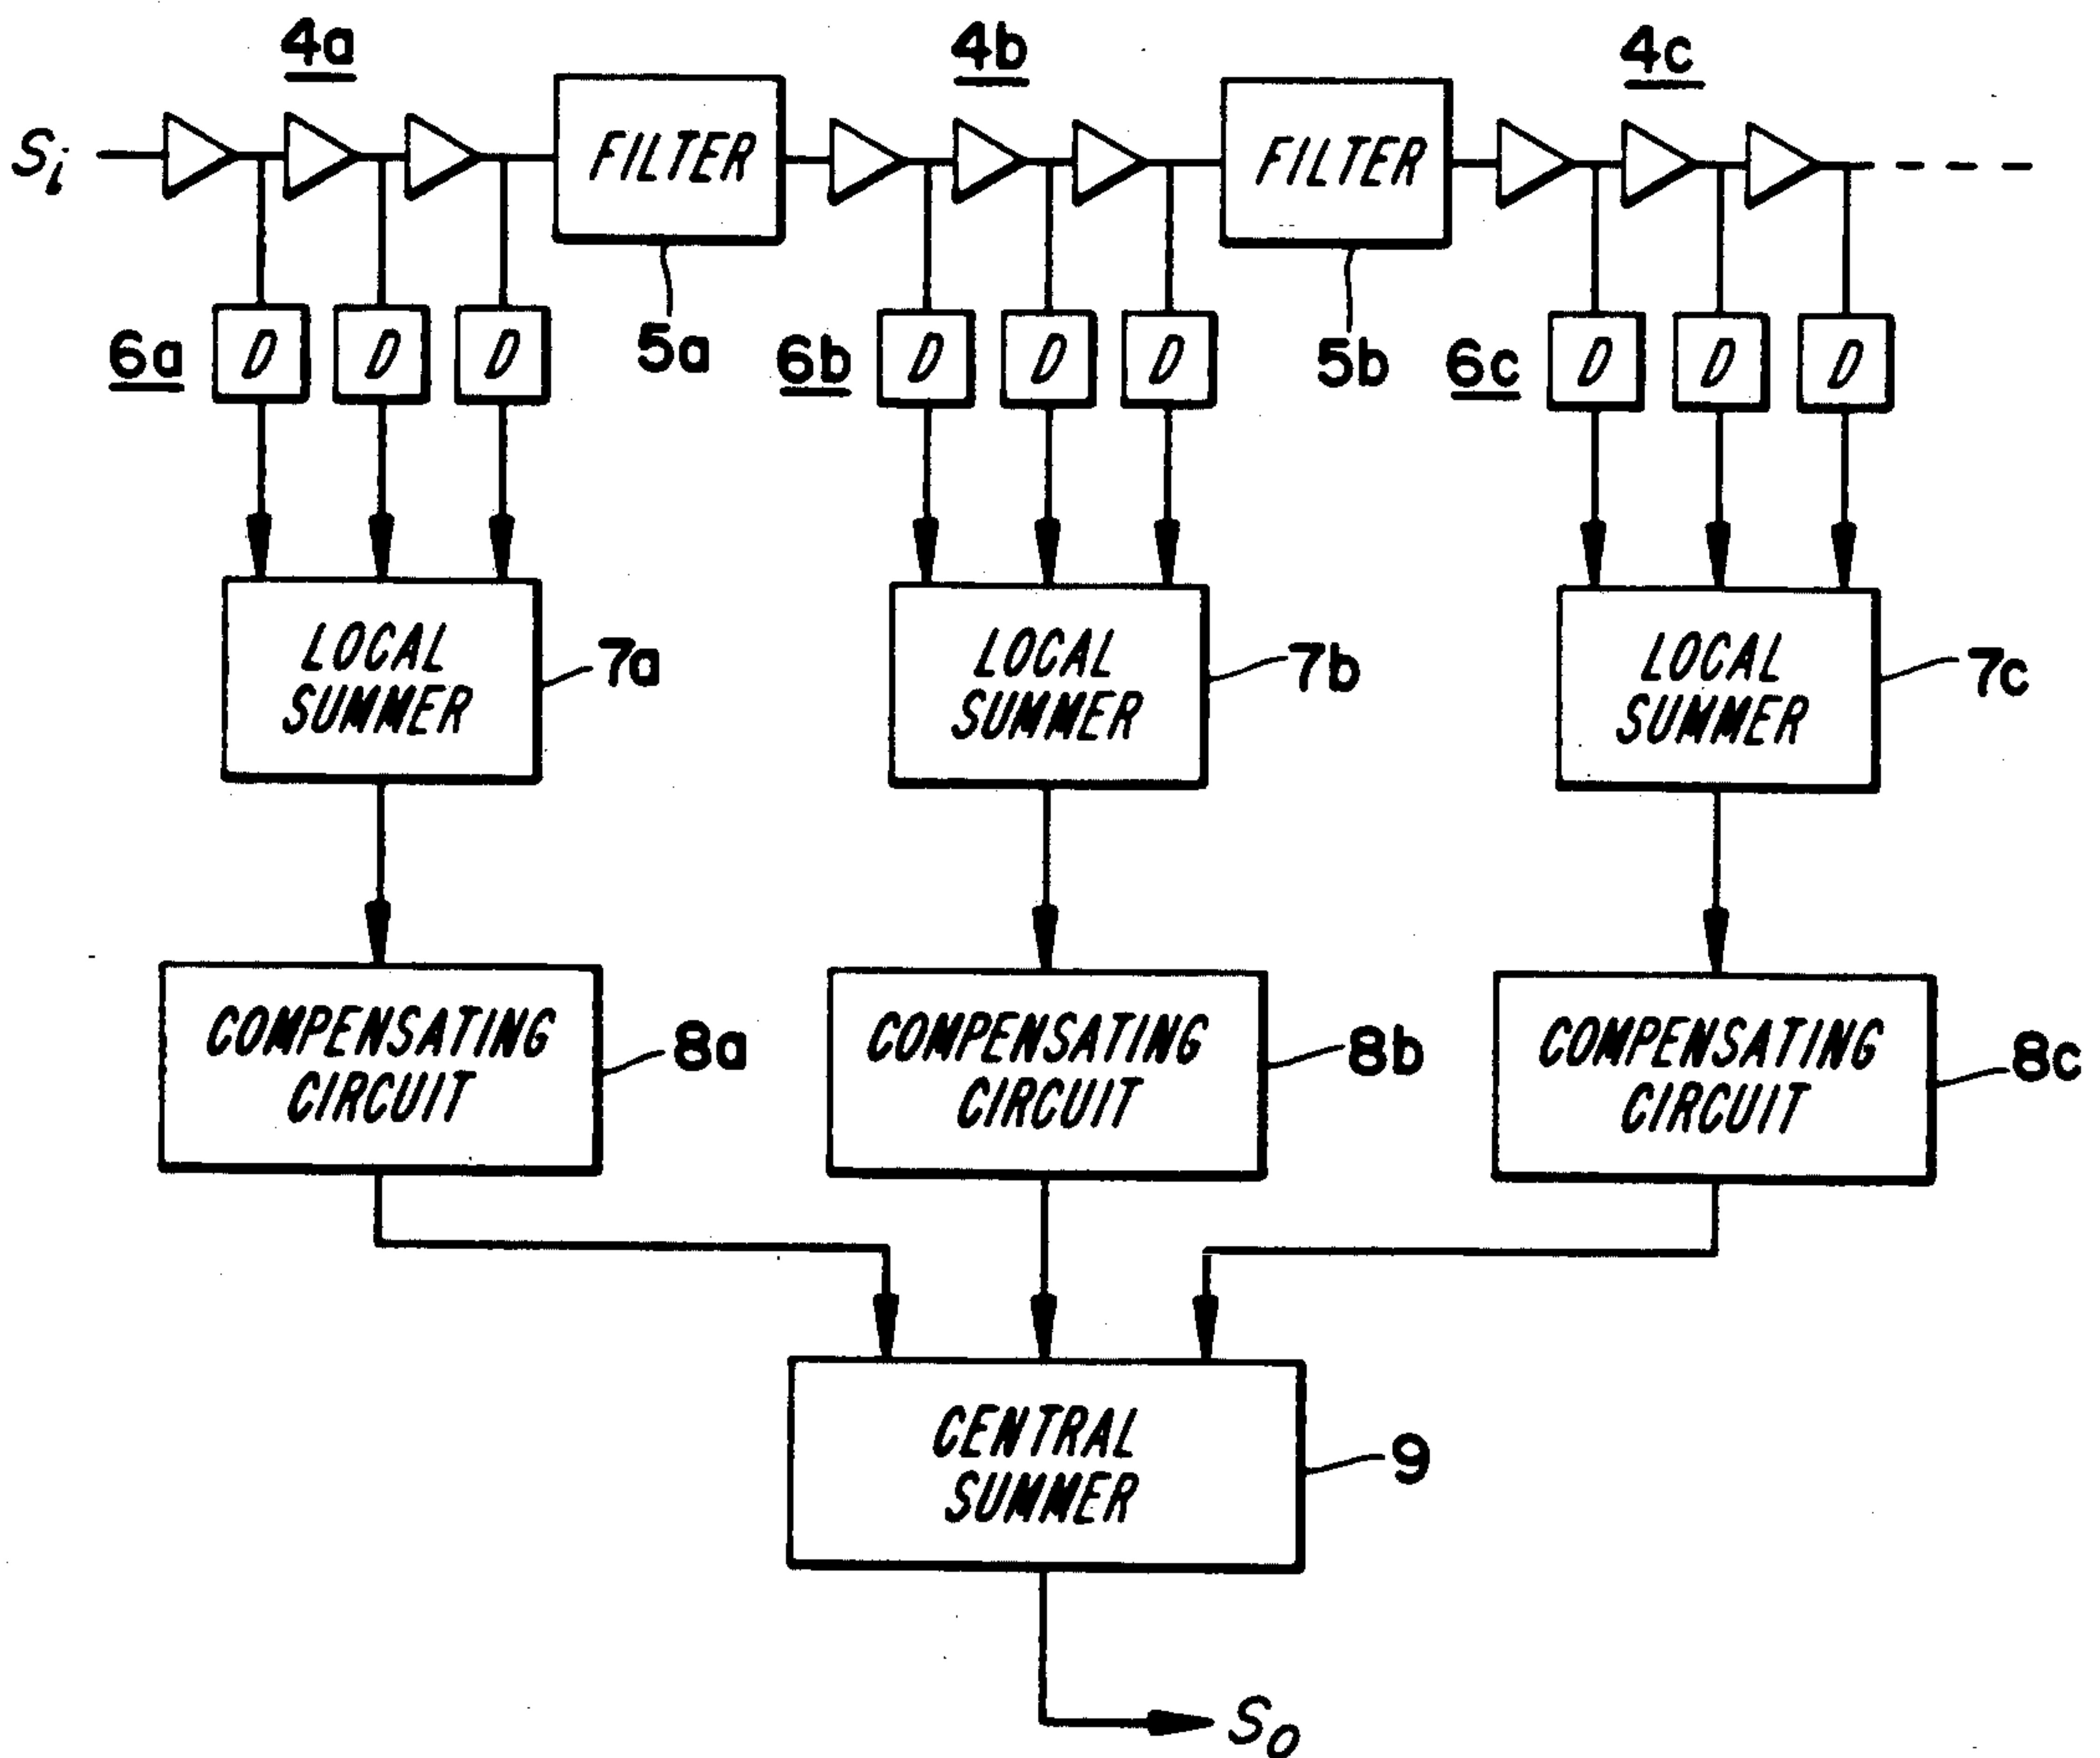 4a 4b 4c
Si FILTER FILTER
5a 5b
6a D D D 6b D D D 6c D D D
LOCAL
SUMMER
7a
LOCAL
SUMMER
7b
LOCAL
SUMMER
7c
COMPENSATING
CIRCUIT
8a
COMPENSATING
CIRCUIT
8b
COMPENSATING
CIRCUIT
8c
CENTRAL
SUMMER
9
So